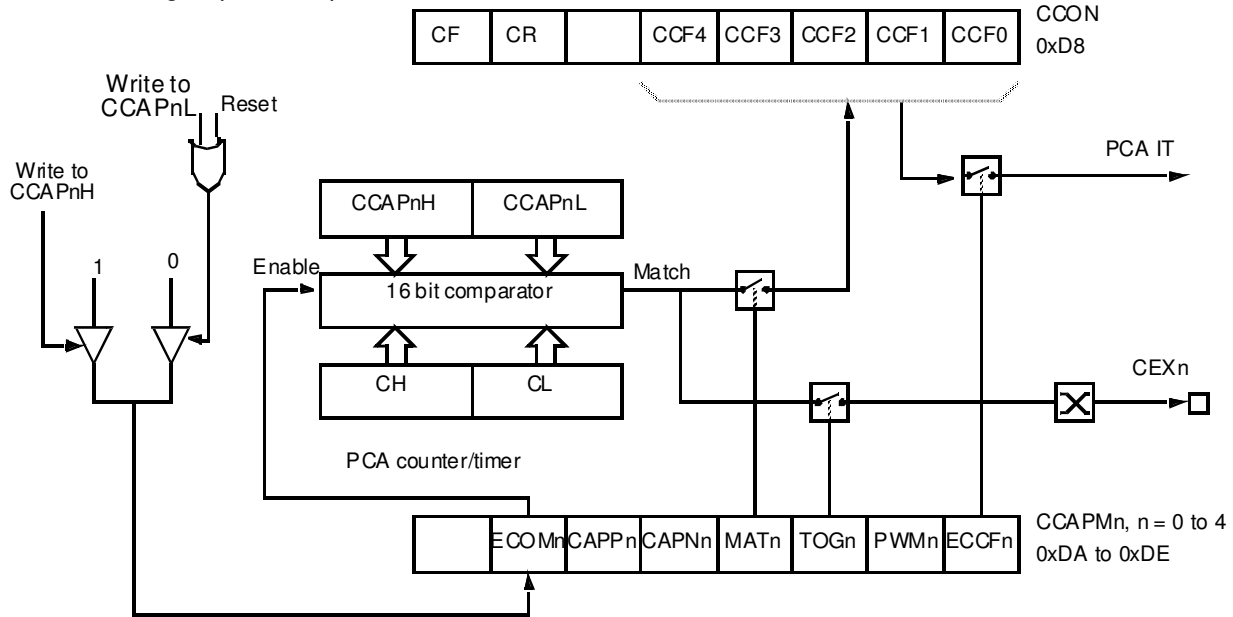 CF CR CCF4 CCF3 CCF2 CCF1 CCF0
CCON
0xD8
Write to
CCAPnL
Reset
Write to
CCAPnH
PCA IT
CCAPnH CCAPnL
1
0
Enable
16 bit comparator
Match
CH CL
CEXn
PCA counter/timer
ECOMn CAPPn CAPNn MATn TOGn PWMn ECCFn
CCAPMn, n = 0 to 4
0xDA to 0xDE